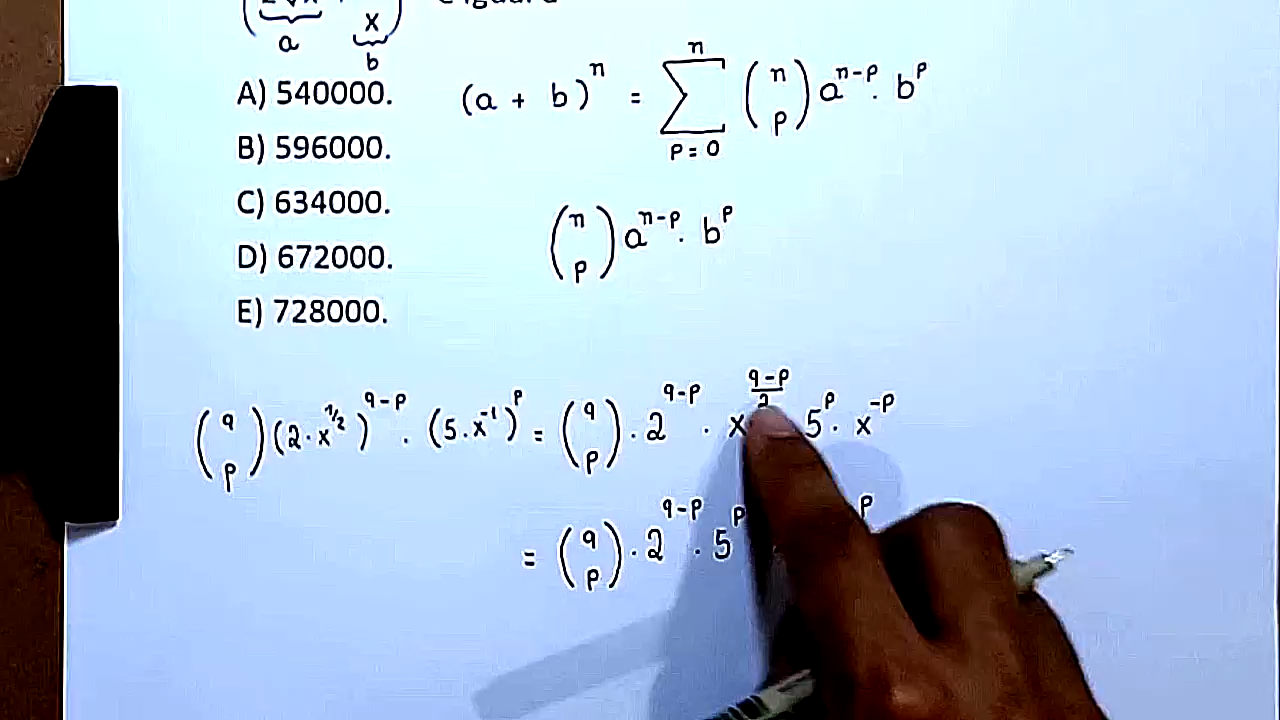 a
x
b
A) 540000.
(a + b)^n = ∑_{p=0}^{n} (n p) a^{n-p} . b^p
B) 596000.
C) 634000.
(n p) a^{n-p} . b^p
D) 672000.
E) 728000.
(9 p)(2 . x^{1/2})^{9-p} . (5 . x^{-1})^p = (9 p) . 2^{9-p} . x^{(9-p)/2} 5^p . x^{-p}
= (9 p) . 2^{9-p} . 5^p p